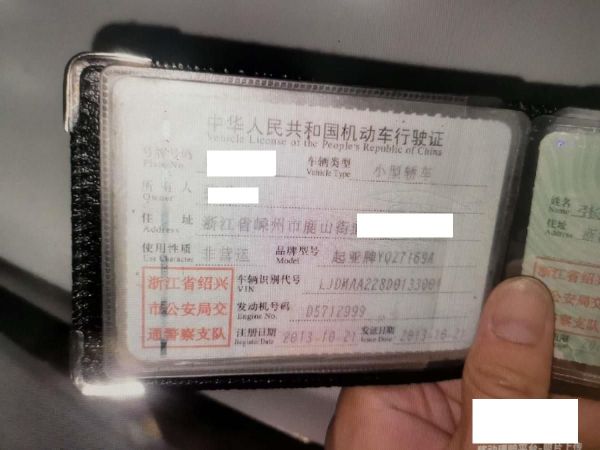 中华人民共和国机动车行驶证
Vehicle License of the People's Republic of China
号牌号码
Plate No.
车辆类型 小型轿车
Vehicle Type
所有人
Owner
住址 浙江省嵊州市鹿山街
Address
使用性质 非营运 品牌型号 起亚牌YQZ7169A
Use Character Model
浙江省绍兴
市公安局交
通警察支队
车辆识别代号
VIN
发动机号码
Engine No.
注册日期 2013-10-21 发证日期 2013-10-21
Register Date Issue Date
姓名
Name
住址
Address
浙江省
市公安
通警察